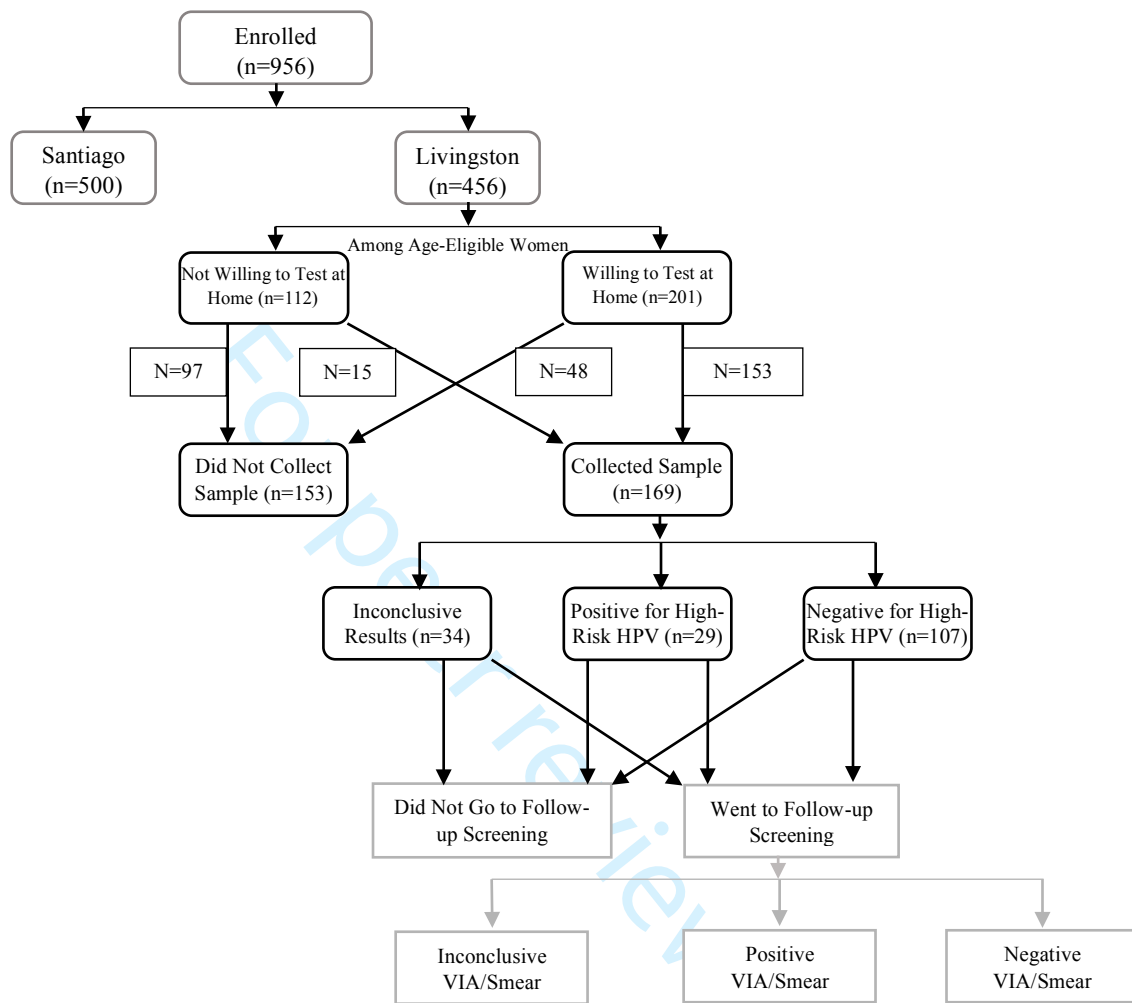 Enrolled
(n=956)
Santiago
(n=500)
Livingston
(n=456)
Among Age-Eligible Women
Not Willing to Test at
Home (n=112)
Willing to Test at
Home (n=201)
N=97
N=15
N=48
N=153
Did Not Collect
Sample (n=153)
Collected Sample
(n=169)
Inconclusive
Results (n=34)
Positive for High-
Risk HPV (n=29)
Negative for High-
Risk HPV (n=107)
Did Not Go to Follow-
up Screening
Went to Follow-up
Screening
Inconclusive
VIA/Smear
Positive
VIA/Smear
Negative
VIA/Smear
For peer review